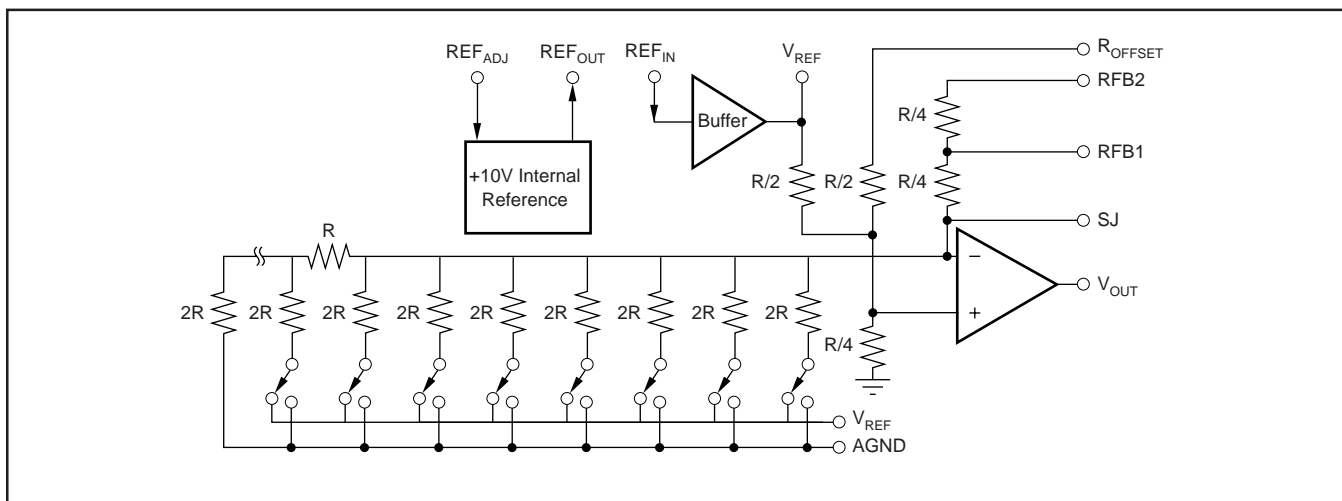 REF_ADJ REF_OUT REF_IN V_REF R_OFFSET
RFB2
R/4
Buffer
RFB1
+10V Internal
Reference
R/2 R/2 R/4
SJ
R
−
V_OUT
2R 2R 2R 2R 2R 2R 2R 2R 2R
+
R/4
V_REF
AGND